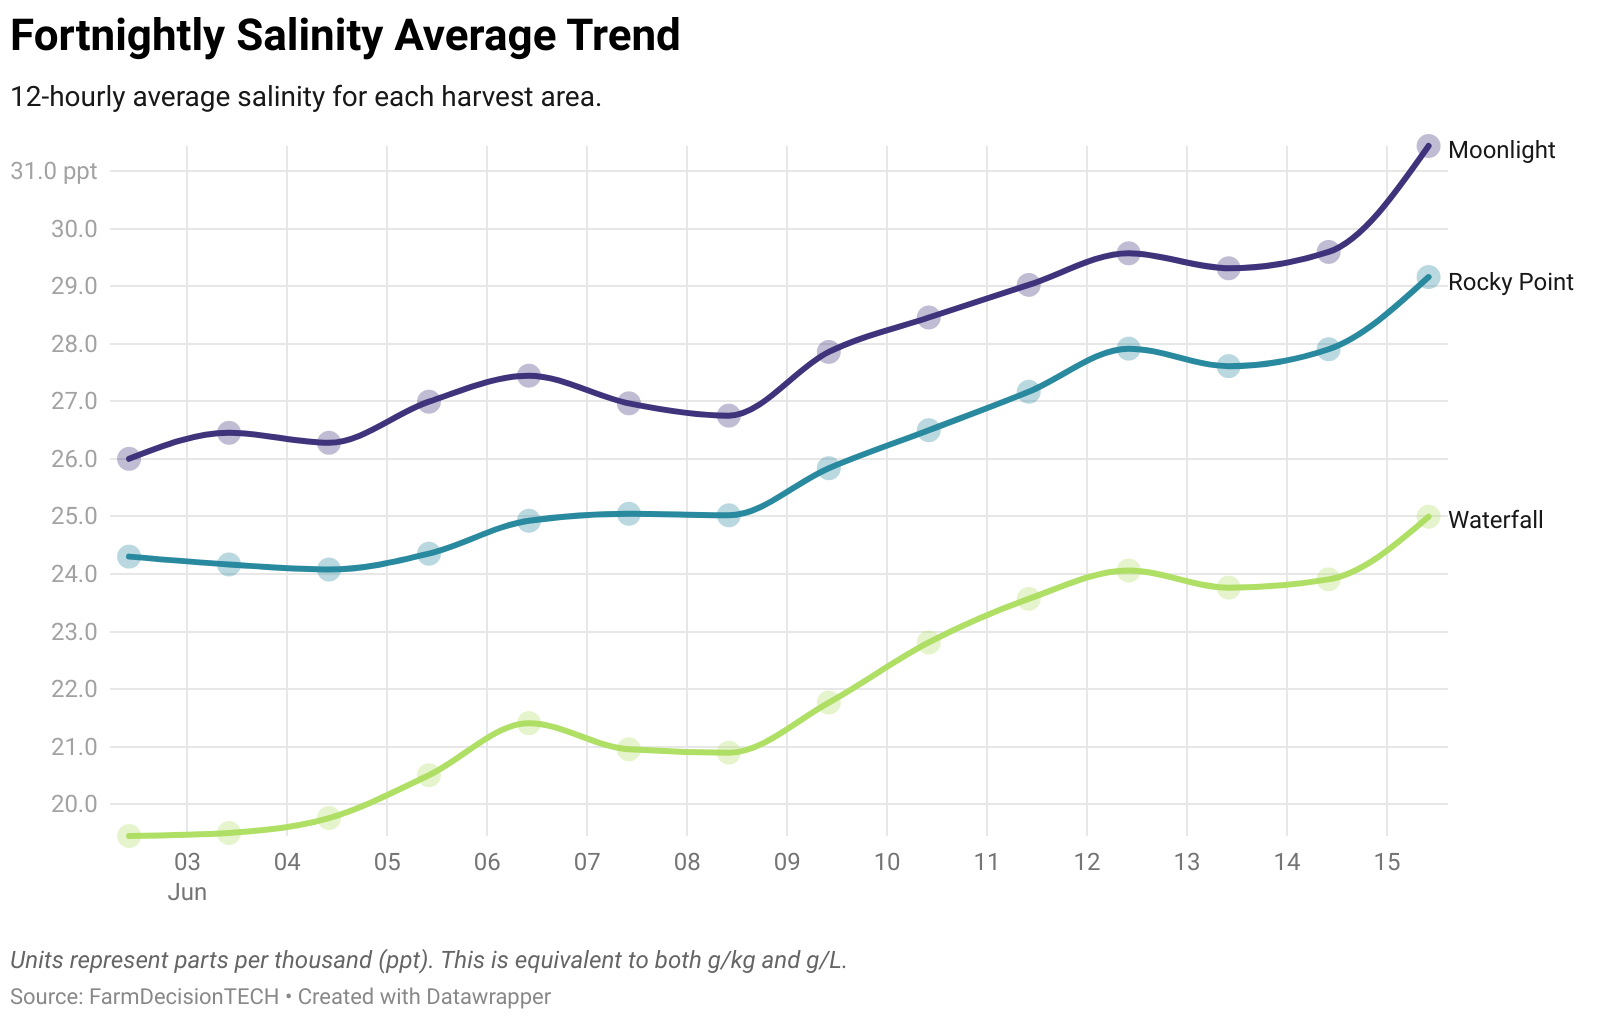 Fortnightly Salinity Average Trend
12-hourly average salinity for each harvest area.
Moonlight
31.0 ppt
30.0
29.0
Rocky Point
28.0
27.0
26.0
25.0
Waterfall
24.0
23.0
22.0
21.0
20.0
03 04 05 06 07 08 09 10 11 12 13 14 15
Jun
Units represent parts per thousand (ppt). This is equivalent to both g/kg and g/L.
Source: FarmDecisionTECH • Created with Datawrapper